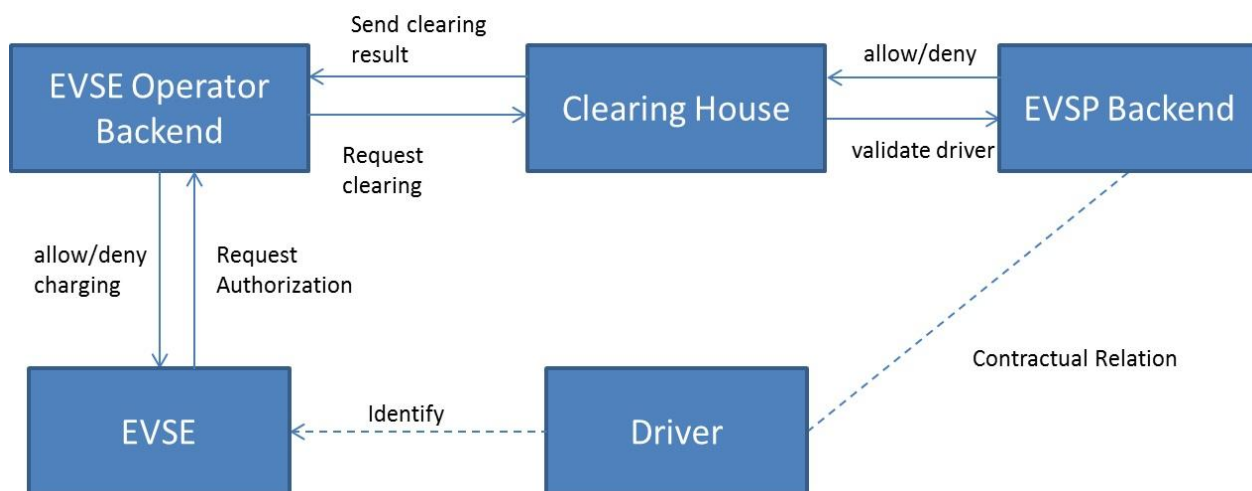 Send clearing
result
allow/deny
EVSE Operator
Backend
Clearing House
EVSP Backend
Request
clearing
validate driver
allow/deny
charging
Request
Authorization
Contractual Relation
EVSE
Identify
Driver